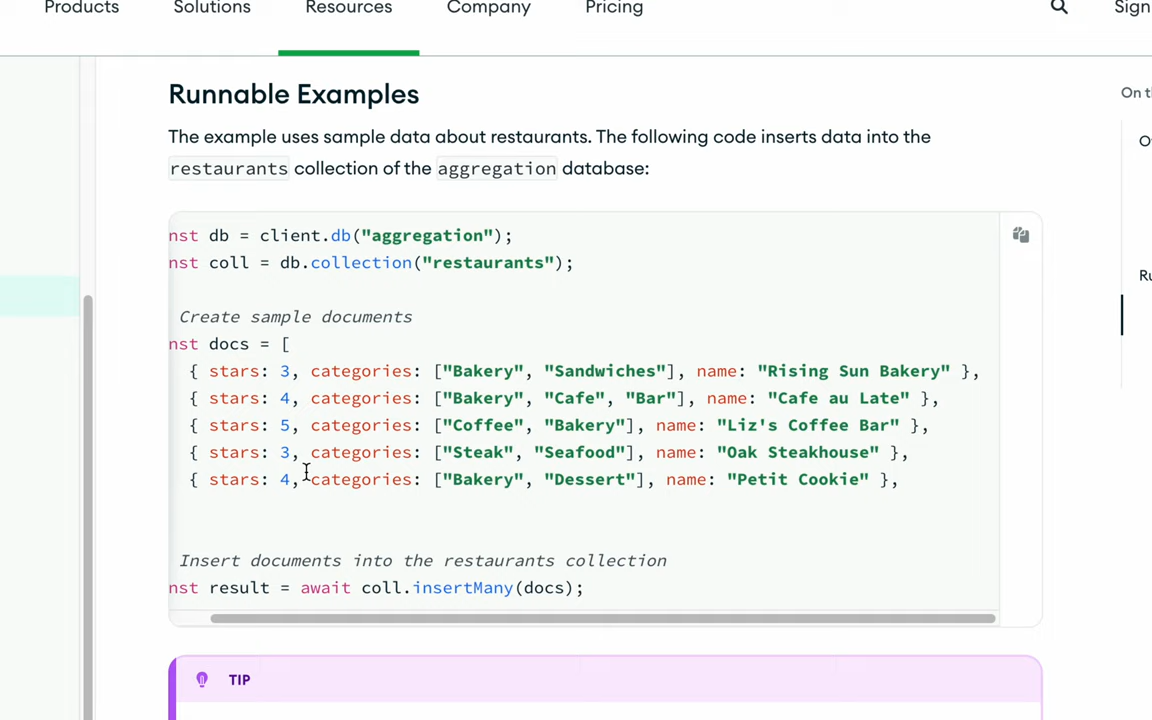 Products Solutions Resources Company Pricing Sign
Runnable Examples
The example uses sample data about restaurants. The following code inserts data into the
restaurants collection of the aggregation database:
nst db = client.db("aggregation");
nst coll = db.collection("restaurants");
Create sample documents
nst docs = [
{ stars: 3, categories: ["Bakery", "Sandwiches"], name: "Rising Sun Bakery" },
{ stars: 4, categories: ["Bakery", "Cafe", "Bar"], name: "Cafe au Late" },
{ stars: 5, categories: ["Coffee", "Bakery"], name: "Liz's Coffee Bar" },
{ stars: 3, categories: ["Steak", "Seafood"], name: "Oak Steakhouse" },
{ stars: 4, categories: ["Bakery", "Dessert"], name: "Petit Cookie" },
Insert documents into the restaurants collection
nst result = await coll.insertMany(docs);
TIP
On